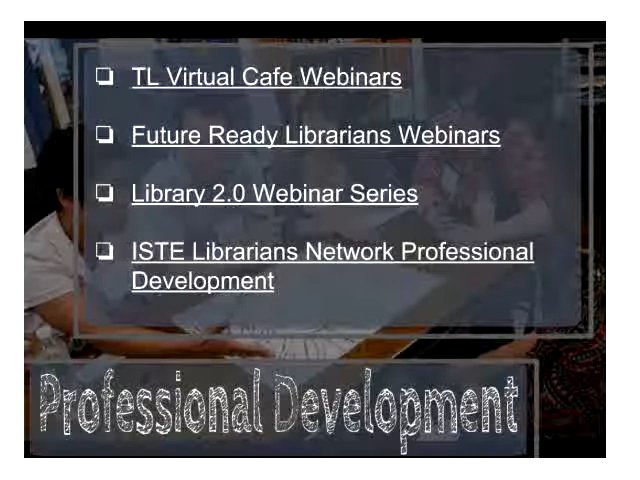 ❏ TL Virtual Cafe Webinars
❏ Future Ready Librarians Webinars
❏ Library 2.0 Webinar Series
❏ ISTE Librarians Network Professional
Development
Professional Development